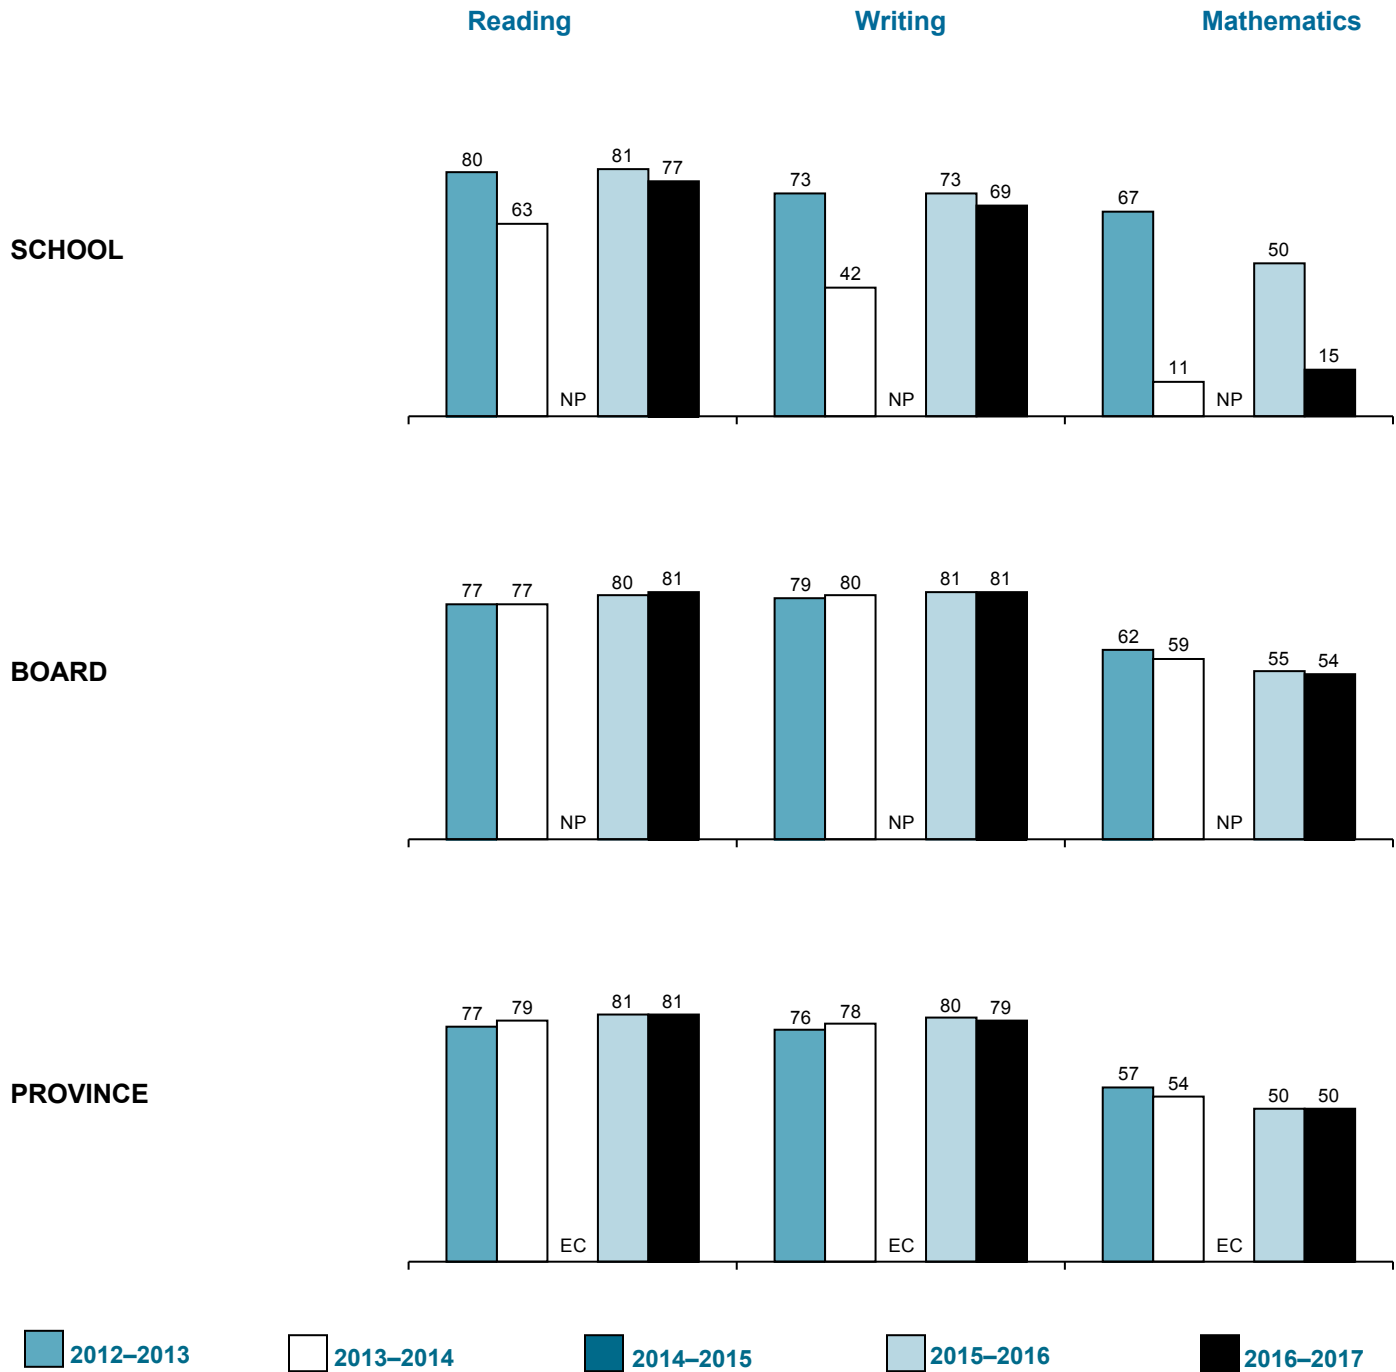 Reading Writing Mathematics
SCHOOL
80 63 NP 81 77 73 42 NP 73 69 67 11 NP 50 15
BOARD
77 77 NP 80 81 79 80 NP 81 81 62 59 NP 55 54
PROVINCE
77 79 EC 81 81 76 78 EC 80 79 57 54 EC 50 50
2012–2013 2013–2014 2014–2015 2015–2016 2016–2017